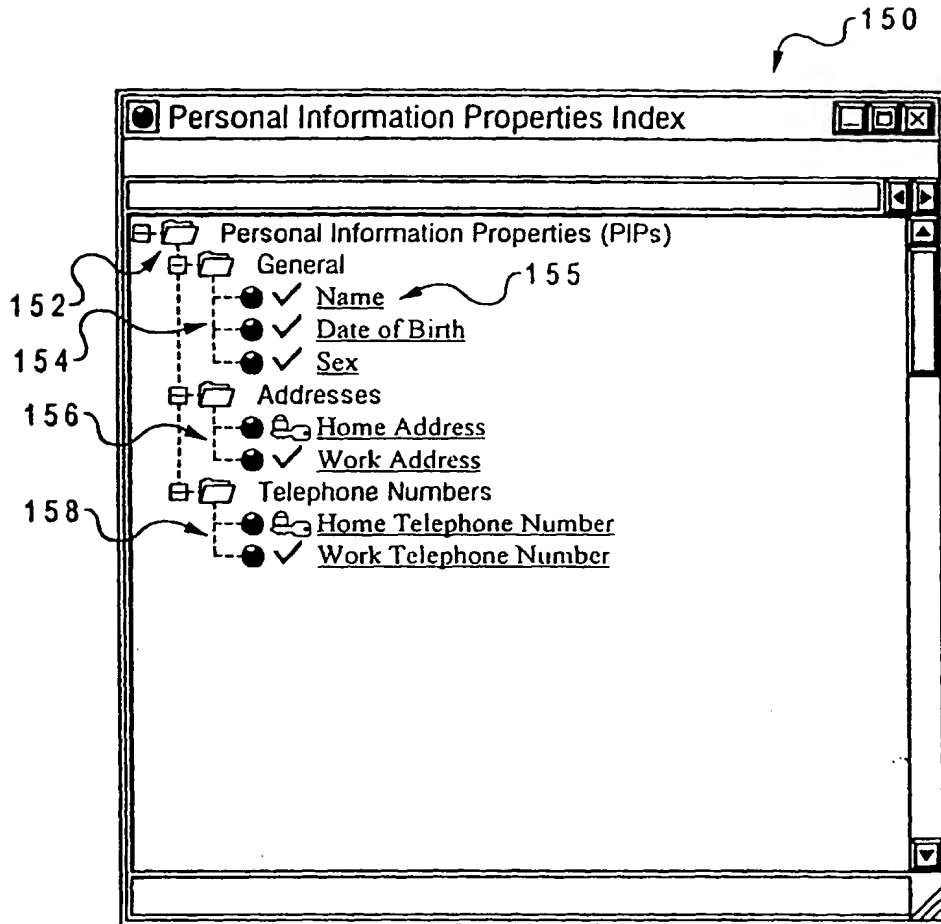 150
Personal Information Properties Index
Personal Information Properties (PIPs)
152
General
155
Name
154
Date of Birth
Sex
156
Addresses
Home Address
Work Address
158
Telephone Numbers
Home Telephone Number
Work Telephone Number